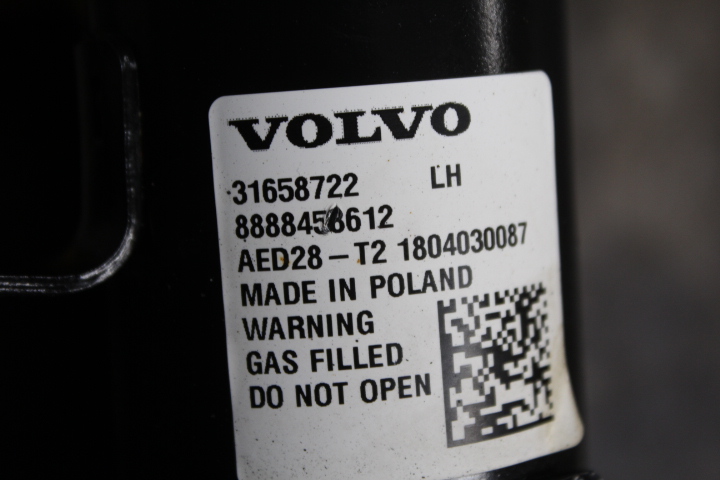 VOLVO
31658722 LH
8888458612
AED28-T2 1804030087
MADE IN POLAND
WARNING
GAS FILLED
DO NOT OPEN